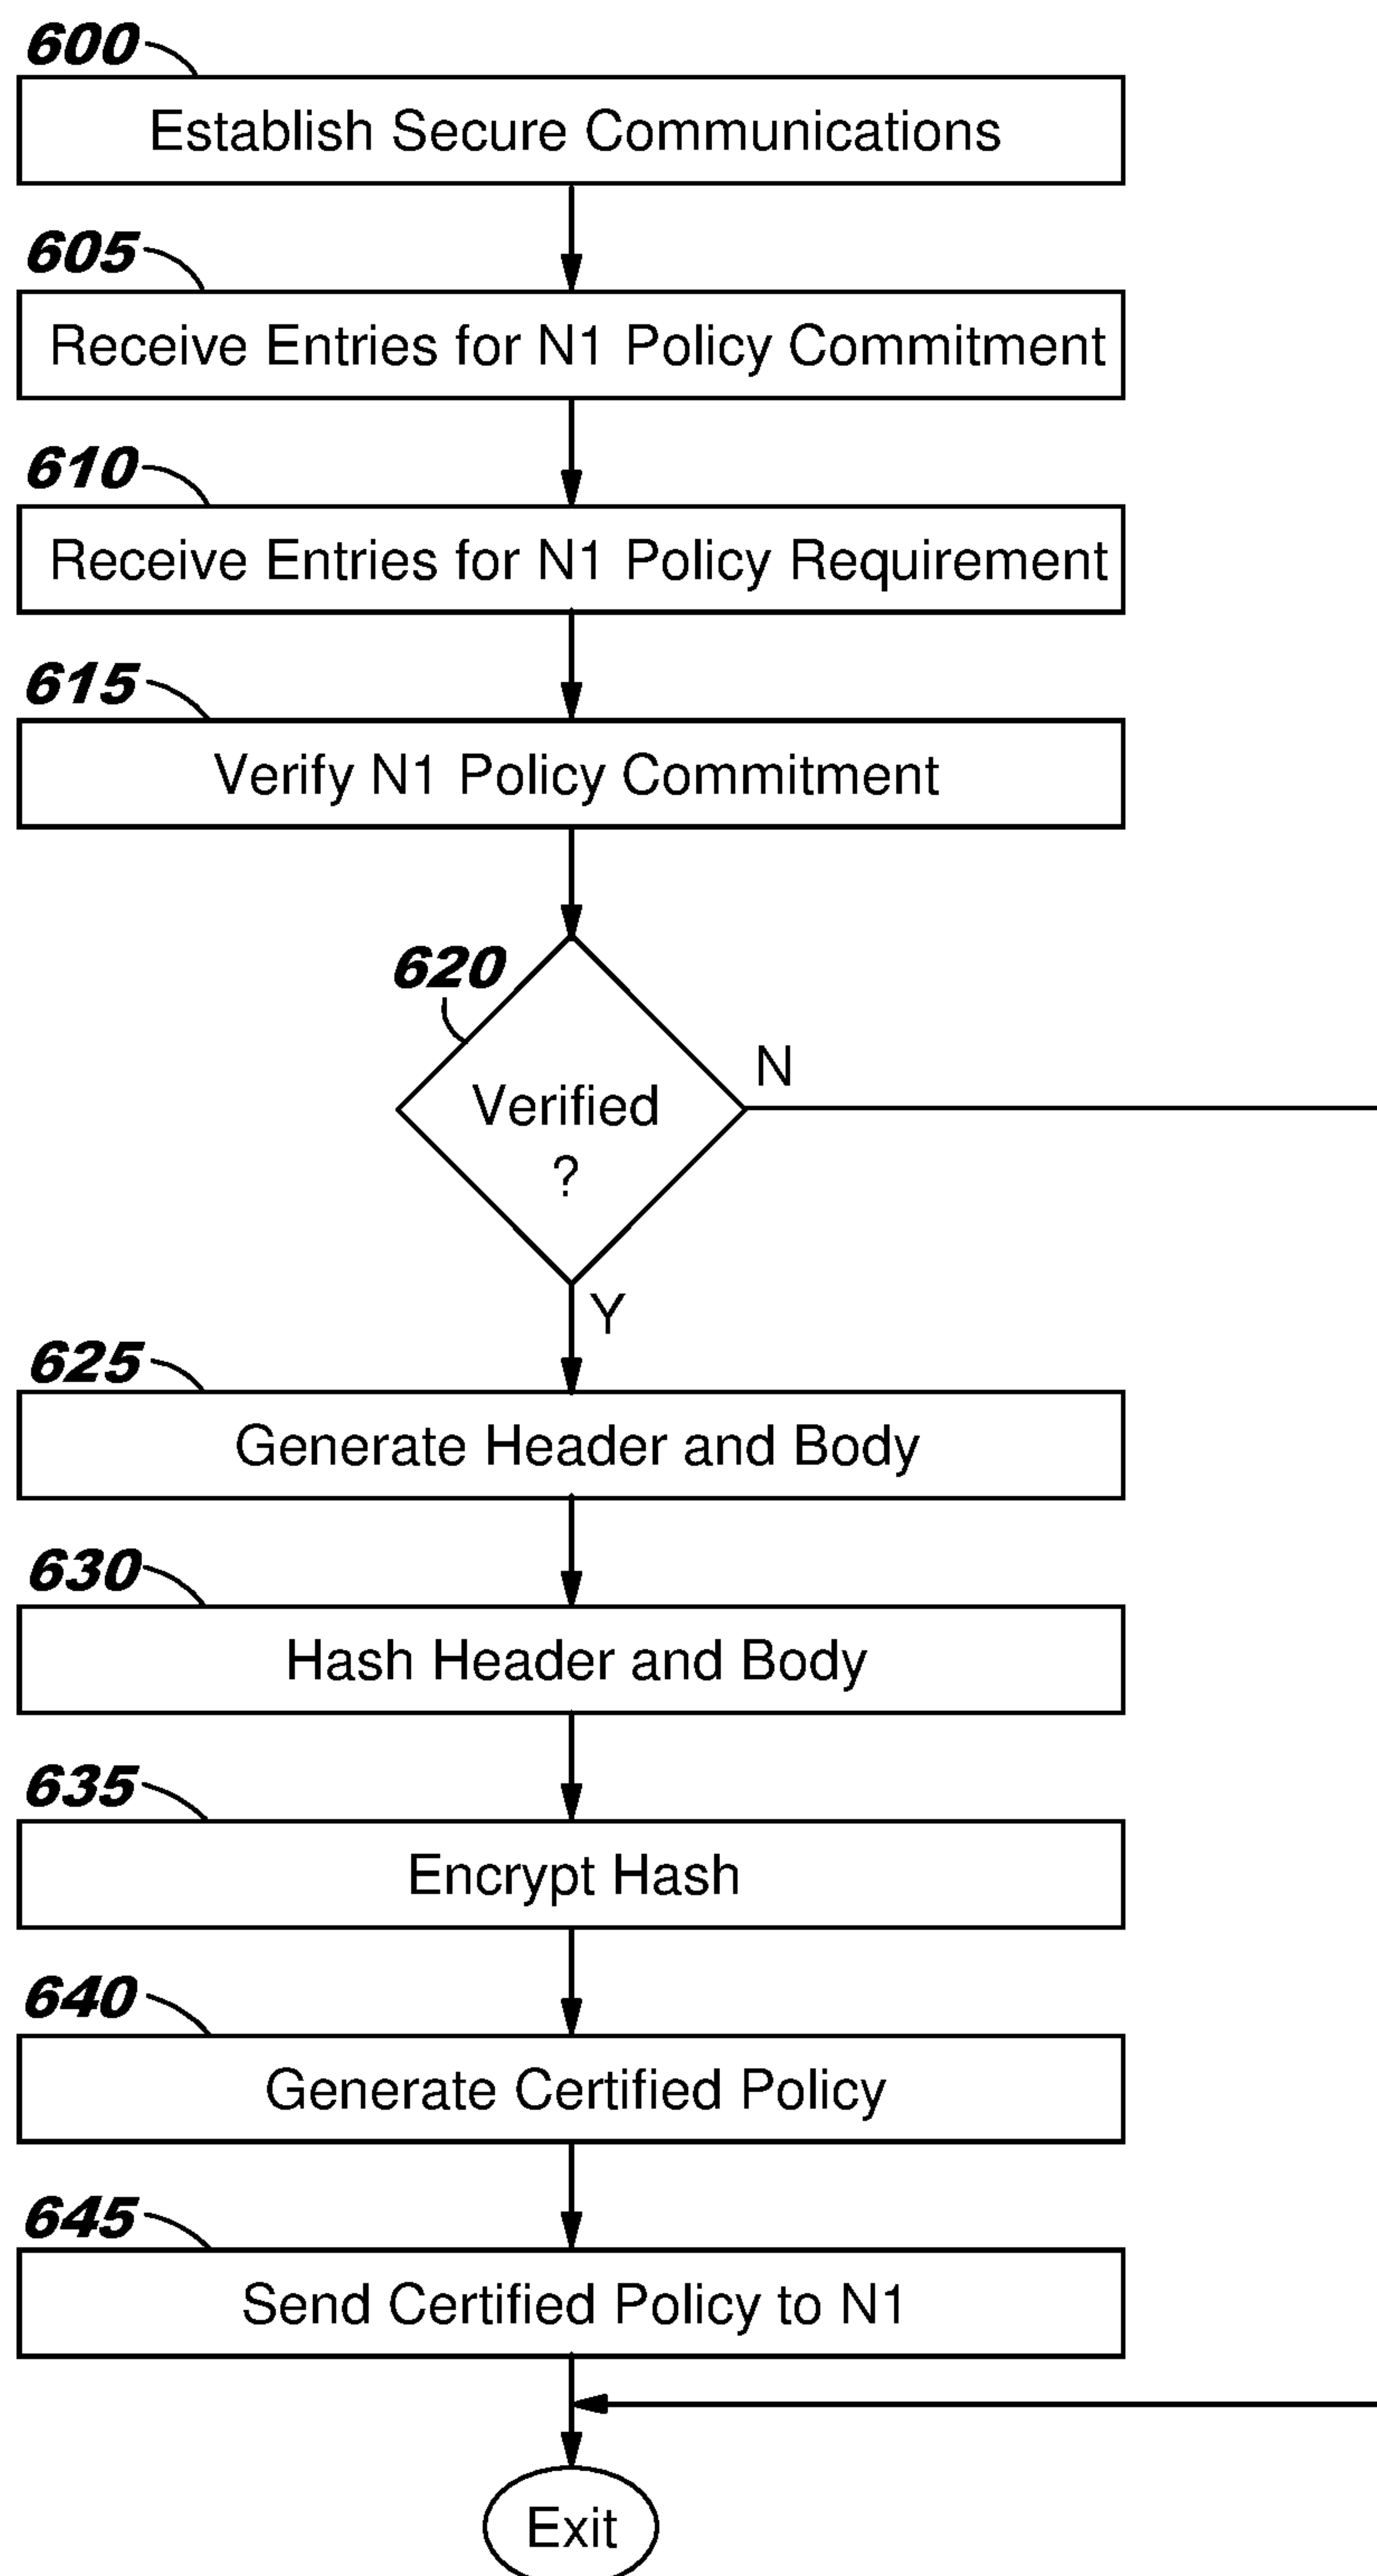 600
Establish Secure Communications
605
Receive Entries for N1 Policy Commitment
610
Receive Entries for N1 Policy Requirement
615
Verify N1 Policy Commitment
620
Verified
?
N
Y
625
Generate Header and Body
630
Hash Header and Body
635
Encrypt Hash
640
Generate Certified Policy
645
Send Certified Policy to N1
Exit